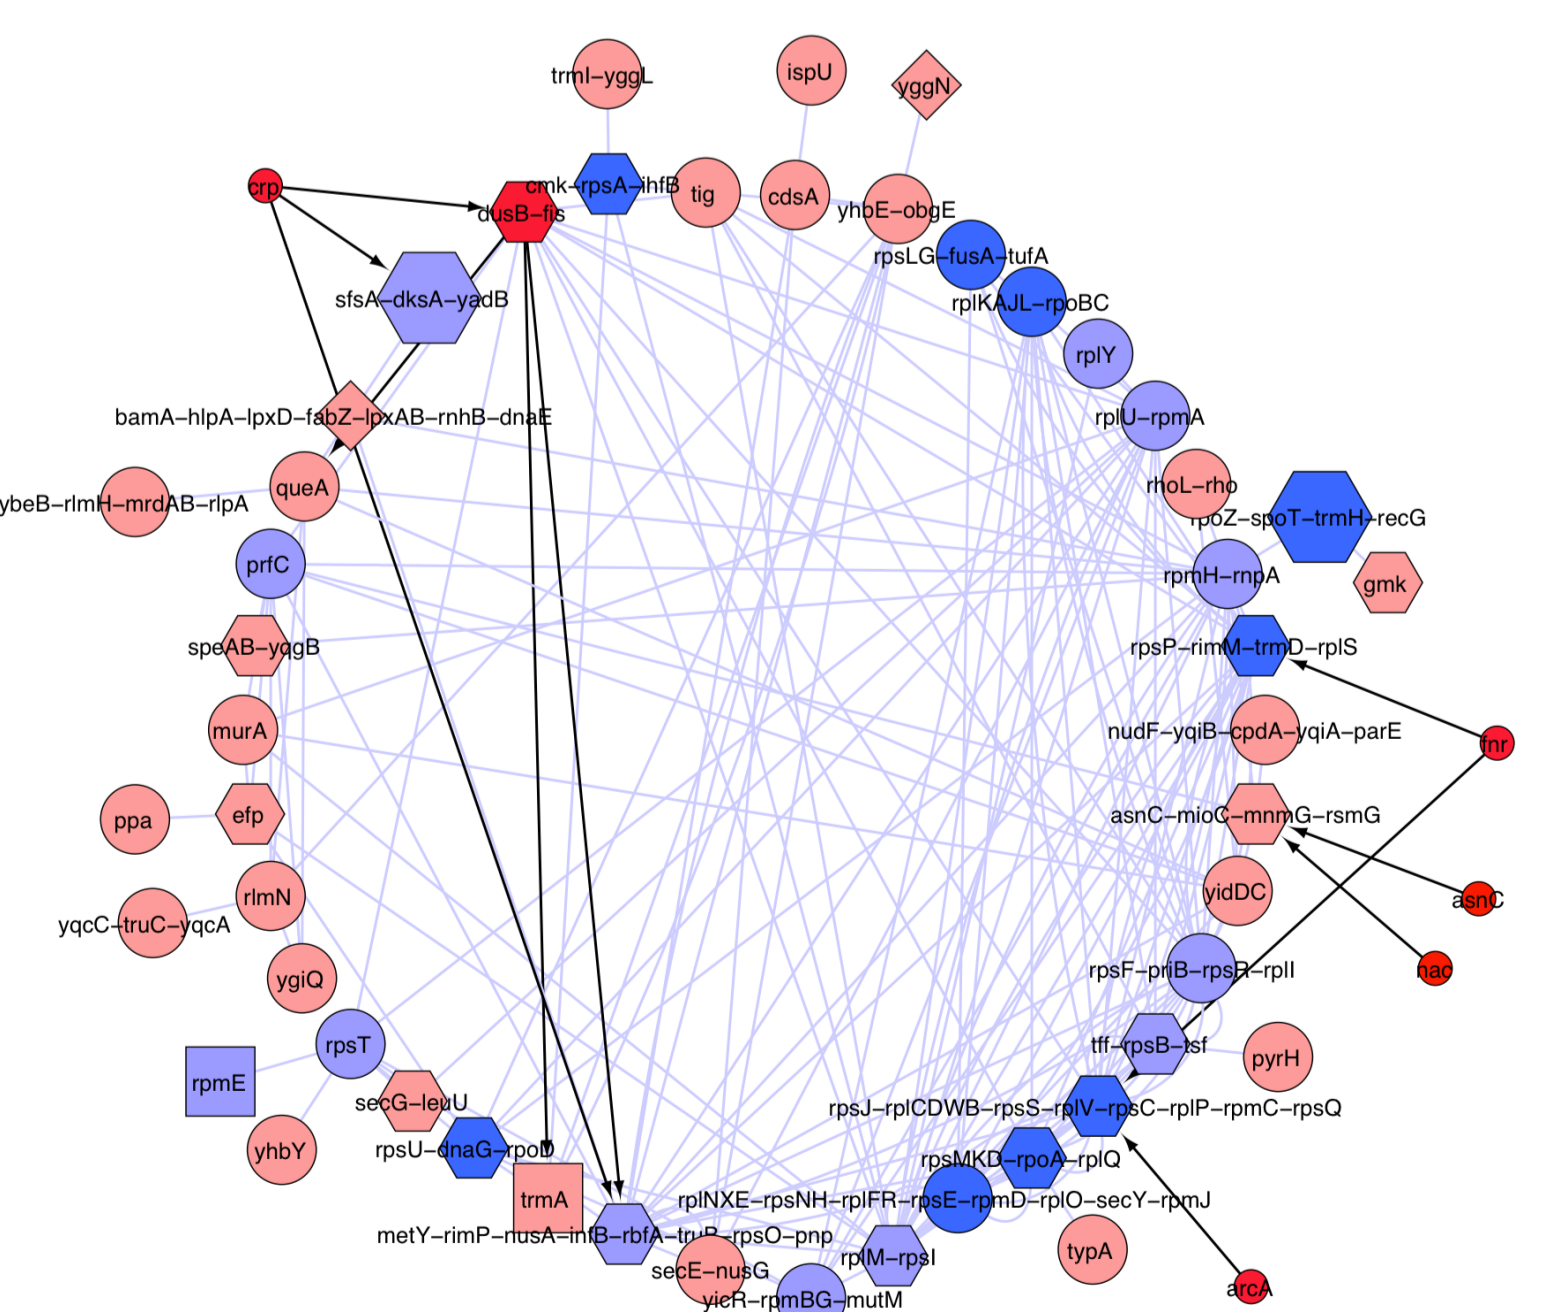 trmI–yggL
ispU
yggN
crp
cmk–rpsA–ihfB
tig
cdsA
yhbE–obgE
dusB–fis
rpsLG–fusA–tufA
sfsA–dksA–yadB
rplKAJL–rpoBC
rplY
bamA–hlpA–lpxD–fabZ–lpxAB–rnhB–dnaE
rplU–rpmA
queA
rhoL–rho
ybeB–rlmH–mrdAB–rlpA
rpoZ–spoT–trmH–recG
prfC
rpmH–rnpA
gmk
speAB–yqgB
rpsP–rimM–trmD–rplS
murA
nudF–yqiB–cpdA–yqiA–parE
fnr
ppa
efp
asnC–mioC–mnmG–rsmG
rlmN
yidDC
asnC
yqcC–truC–yqcA
ygiQ
rpsF–priB–rpsR–rplI
nac
rpsT
tff–rpsB–tsf
pyrH
rpmE
secG–leuU
rpsJ–rplCDWB–rpsS–rplV–rpsC–rplP–rpmC–rpsQ
yhbY
rpsU–dnaG–rpoD
rpsMKD–rpoA–rplQ
trmA
rplNXE–rpsNH–rplFR–rpsE–rpmD–rplO–secY–rpmJ
metY–rimP–nusA–infB–rbfA–truB–rpsO–pnp
rplM–rpsI
typA
secE–nusG
arcA
yicR–rpmBG–mutM